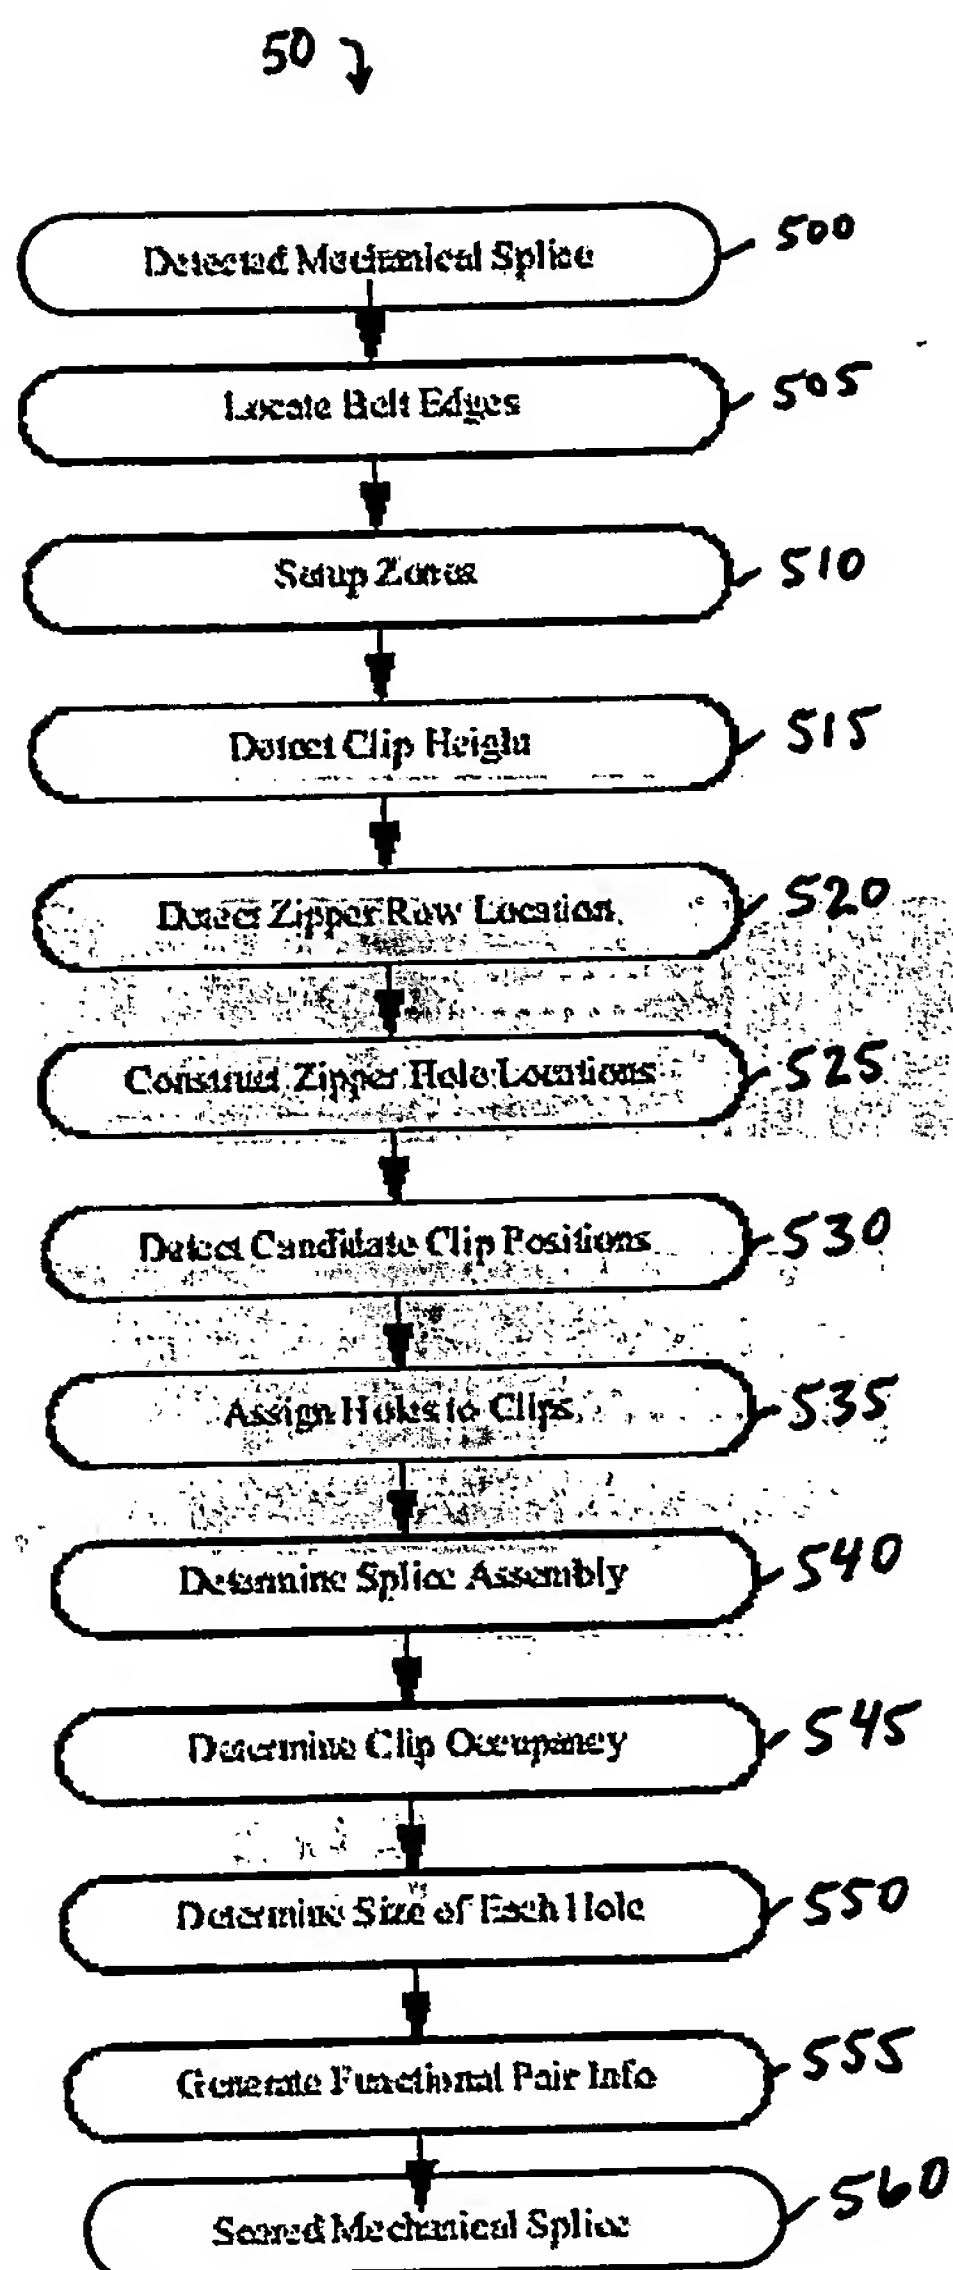 50
Detected Mechanical Splice 500
Locate Belt Edges 505
Setup Zones 510
Detect Clip Height 515
Detect Zipper Row Location 520
Construct Zipper Hole Locations 525
Detect Candidate Clip Positions 530
Assign Holes to Clips 535
Determine Splice Assembly 540
Determine Clip Occupancy 545
Determine Size of Each Hole 550
Generate Functional Pair Info 555
Scored Mechanical Splice 560